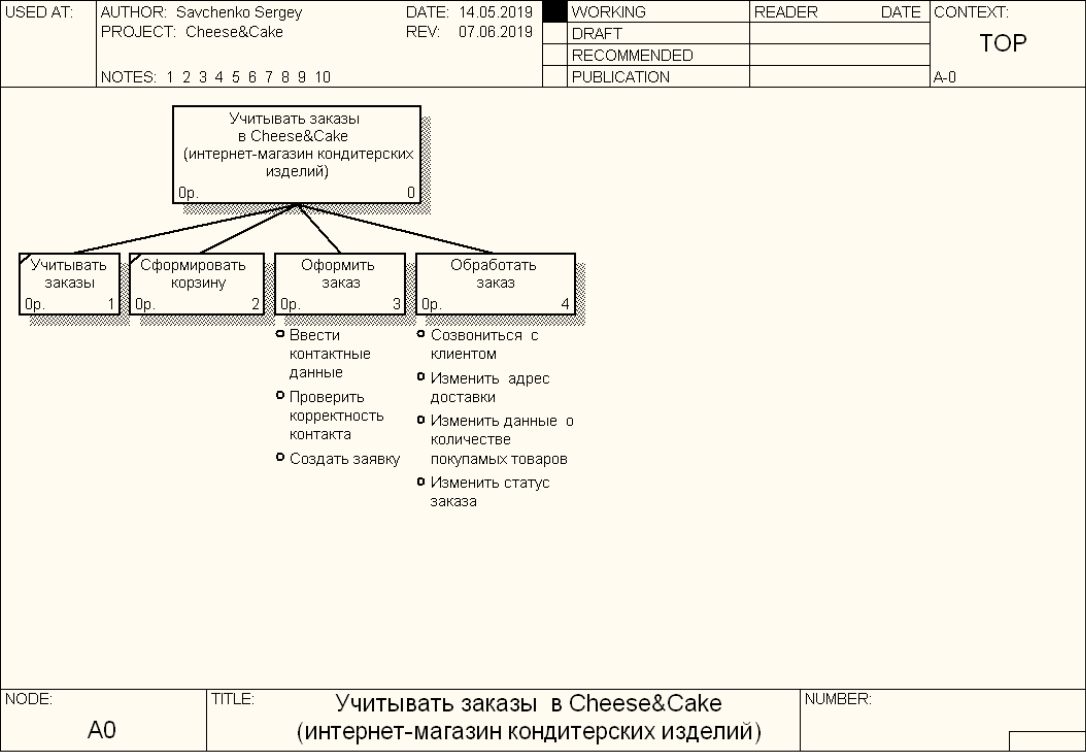 USED AT:
AUTHOR: Savchenko Sergey
DATE: 14.05.2019
PROJECT: Cheese&Cake
REV: 07.06.2019
NOTES: 1 2 3 4 5 6 7 8 9 10
WORKING
DRAFT
RECOMMENDED
PUBLICATION
READER DATE
CONTEXT:
TOP
A-0
Учитывать заказы
в Cheese&Cake
(интернет-магазин кондитерских
изделий)
0р. 0
Учитывать
заказы
0р. 1
Сформировать
корзину
0р. 2
Оформить
заказ
0р. 3
Обработать
заказ
0р. 4
Ввести
контактные
данные
Проверить
корректность
контакта
Создать заявку
Созвониться с
клиентом
Изменить адрес
доставки
Изменить данные о
количестве
покупамых товаров
Изменить статус
заказа
NODE:
A0
TITLE:
Учитывать заказы в Cheese&Cake
(интернет-магазин кондитерских изделий)
NUMBER: